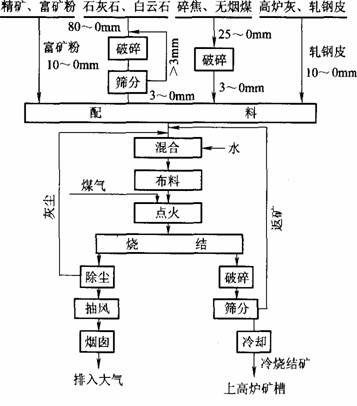 精矿、富矿粉 石灰石、白云石 碎焦、无烟煤 高炉灰、轧钢皮
80~0mm
富矿粉
10~0mm
破碎
>3mm
筛分
3~0mm
25~0mm
破碎
3~0mm
轧钢皮
10~0mm
配 料
混合
水
布料
煤气
点火
灰尘
返矿
烧 结
除尘
破碎
抽风
筛分
烟囱
冷却
冷烧结矿
排入大气
上高炉矿槽